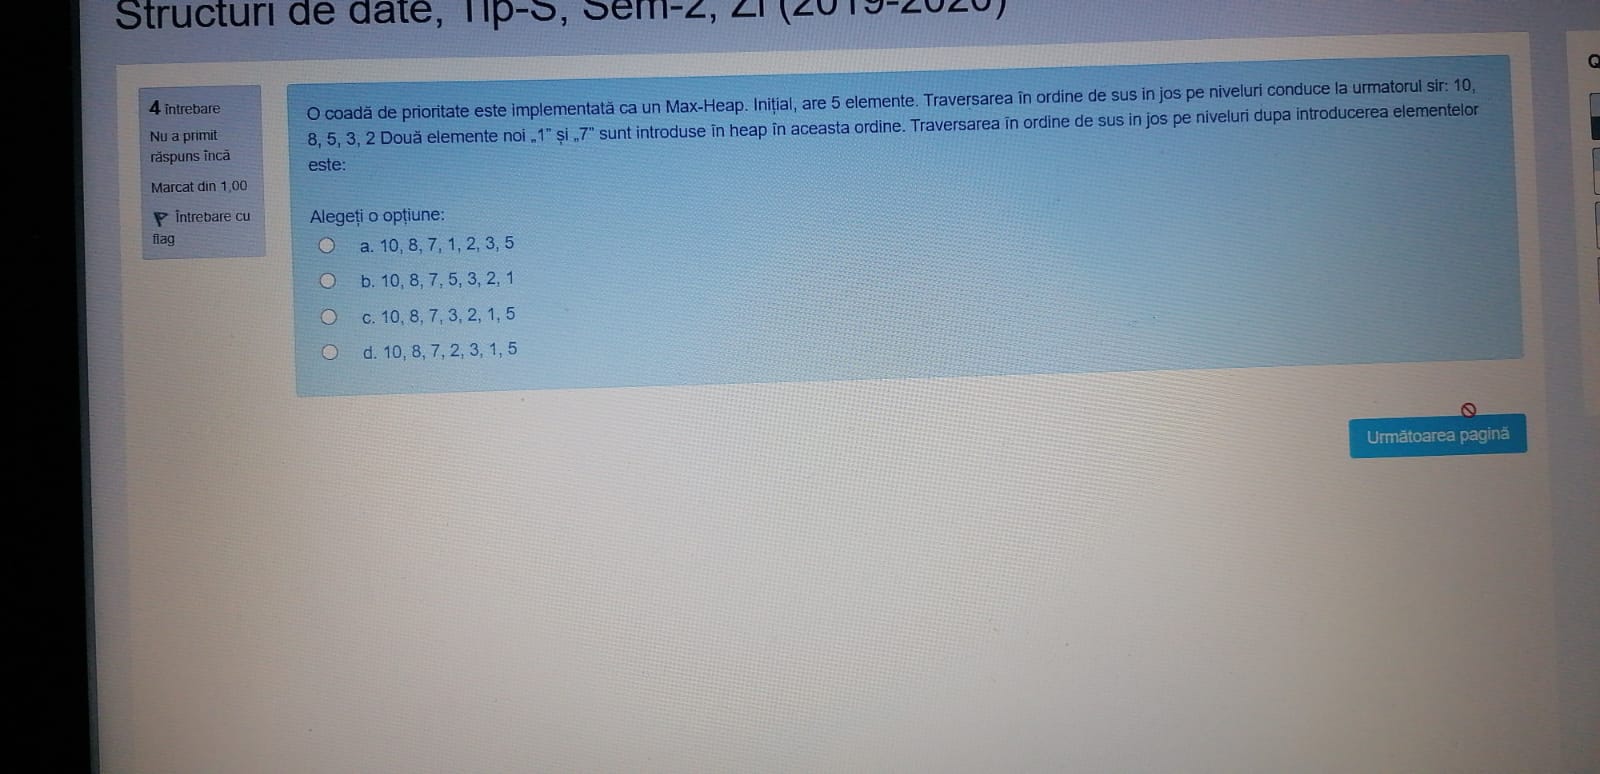 Structuri de date, Tip-S, Sem-2, ZI (2019-2020)
4 întrebare
Nu a primit
răspuns încă
Marcat din 1,00
Întrebare cu
flag
O coadă de prioritate este implementată ca un Max-Heap. Inițial, are 5 elemente. Traversarea în ordine de sus in jos pe niveluri conduce la urmatorul sir: 10,
8, 5, 3, 2 Două elemente noi „1” și „7” sunt introduse în heap în aceasta ordine. Traversarea în ordine de sus in jos pe niveluri dupa introducerea elementelor
este:
Alegeți o opțiune:
a. 10, 8, 7, 1, 2, 3, 5
b. 10, 8, 7, 5, 3, 2, 1
c. 10, 8, 7, 3, 2, 1, 5
d. 10, 8, 7, 2, 3, 1, 5
Următoarea pagină